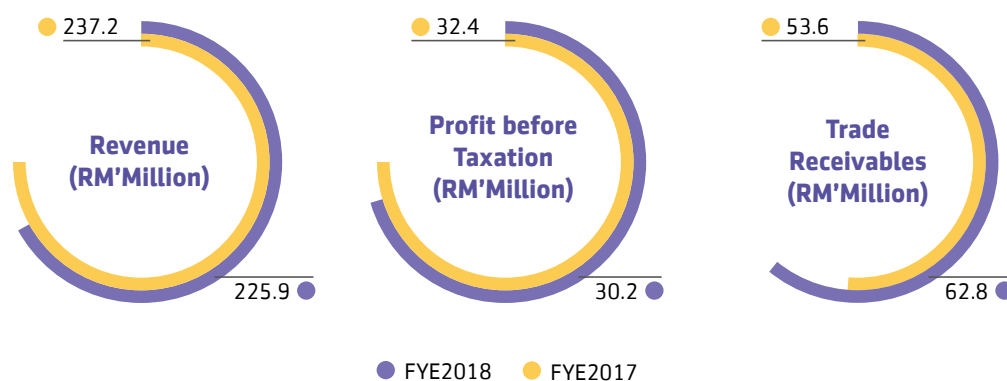 237.2
Revenue
(RM’Million)
225.9
32.4
Profit before
Taxation
(RM’Million)
30.2
53.6
Trade
Receivables
(RM’Million)
62.8
FYE2018 FYE2017